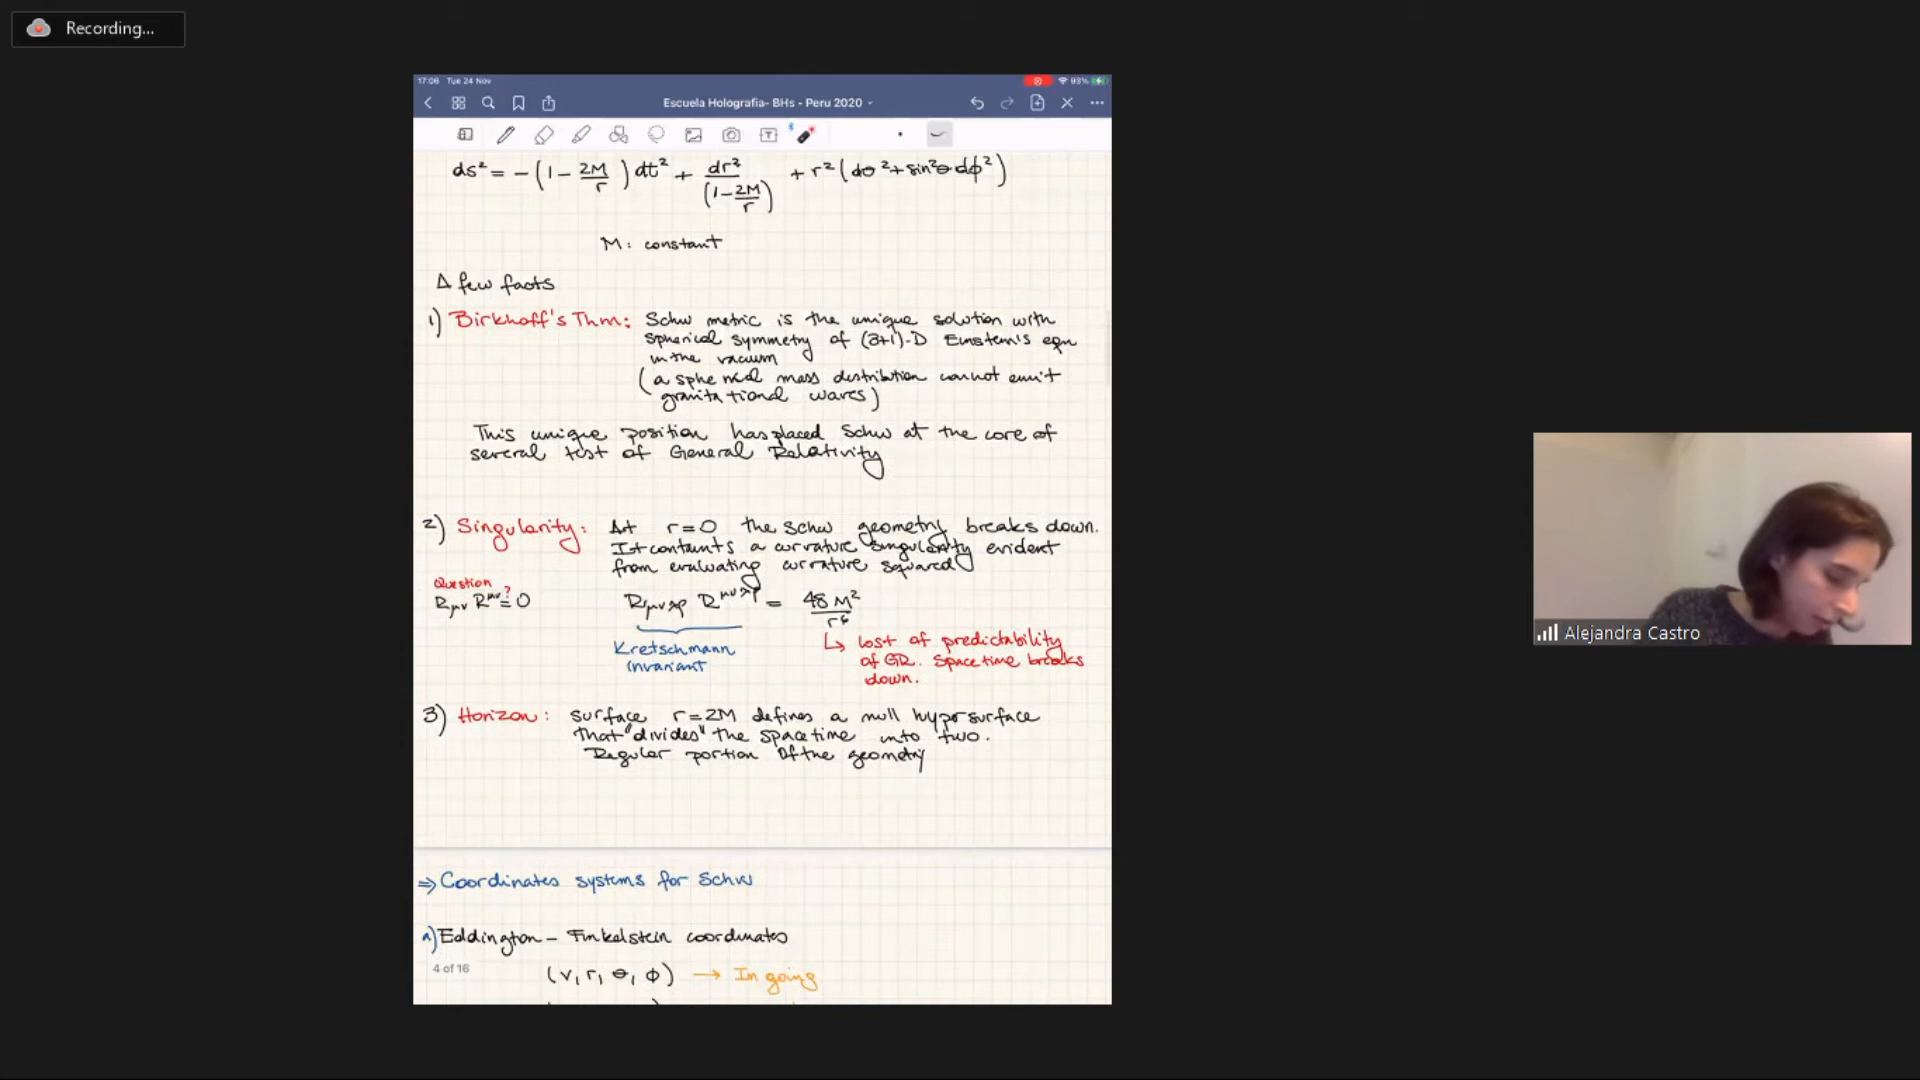 Recording...
17:06 Tue 24 Nov
93%
Escuela Holografia- BHs - Peru 2020
ds² = -(1 - 2M/r) dt² + dr²/(1 - 2M/r) + r²(dθ² + sin²θ dφ²)
M: constant
A few facts
1) Birkhoff's Thm: Schw metric is the unique solution with
spherical symmetry of (3+1)-D Einstein's eqn
in the vacuum
(a spherical mass distribution cannot emit
gravitational waves)
This unique position has placed Schw at the core of
several test of General Relativity
2) Singularity: At r=0 the Schw geometry breaks down.
It containts a curvature singularity evident
from evaluating curvature squared
Question
R_μν R^μν ?= 0
R_μνλρ R^μνλρ = 48 M²/r⁶
Kretschmann
invariant
↳ lost of predictability
of GR. Spacetime breaks
down.
3) Horizon: surface r=2M defines a null hypersurface
that "divides" the spacetime into two.
Regular portion of the geometry
⇒ Coordinates systems for Schw
a) Eddington - Finkelstein coordinates
4 of 16
(v, r, θ, φ) → In going
Alejandra Castro